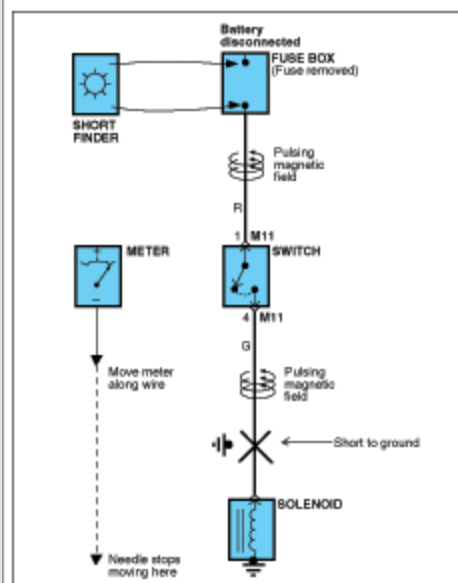 Battery
disconnected
FUSE BOX
(Fuse removed)
SHORT
FINDER
Pulsing
magnetic
field
R
1 M11
METER
SWITCH
4 M11
G
Move meter
along wire
Pulsing
magnetic
field
Short to ground
SOLENOID
Needle stops
moving here